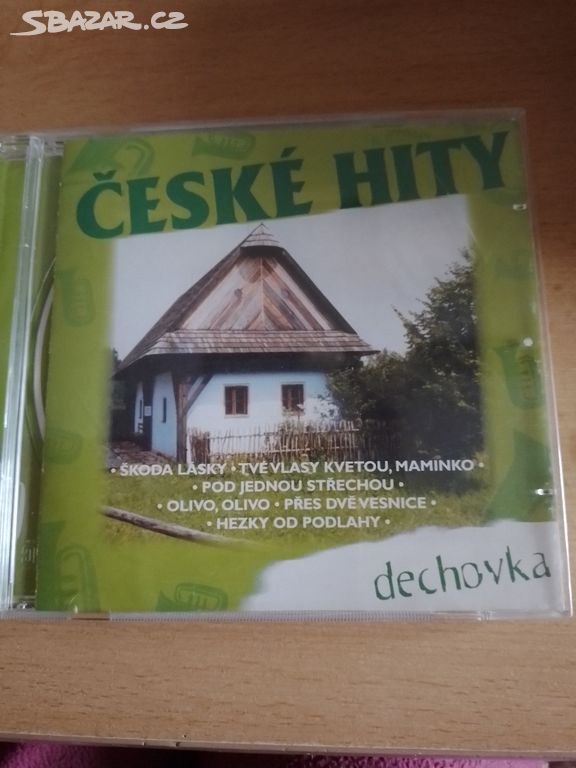 SBAZAR.CZ
ČESKÉ HITY
• ŠKODA LÁSKY • TVÉ VLASY KVETOU, MAMINKO •
• POD JEDNOU STŘECHOU •
• OLIVO, OLIVO • PŘES DVĚ VESNICE •
• HEZKY OD PODLAHY •
dechovka